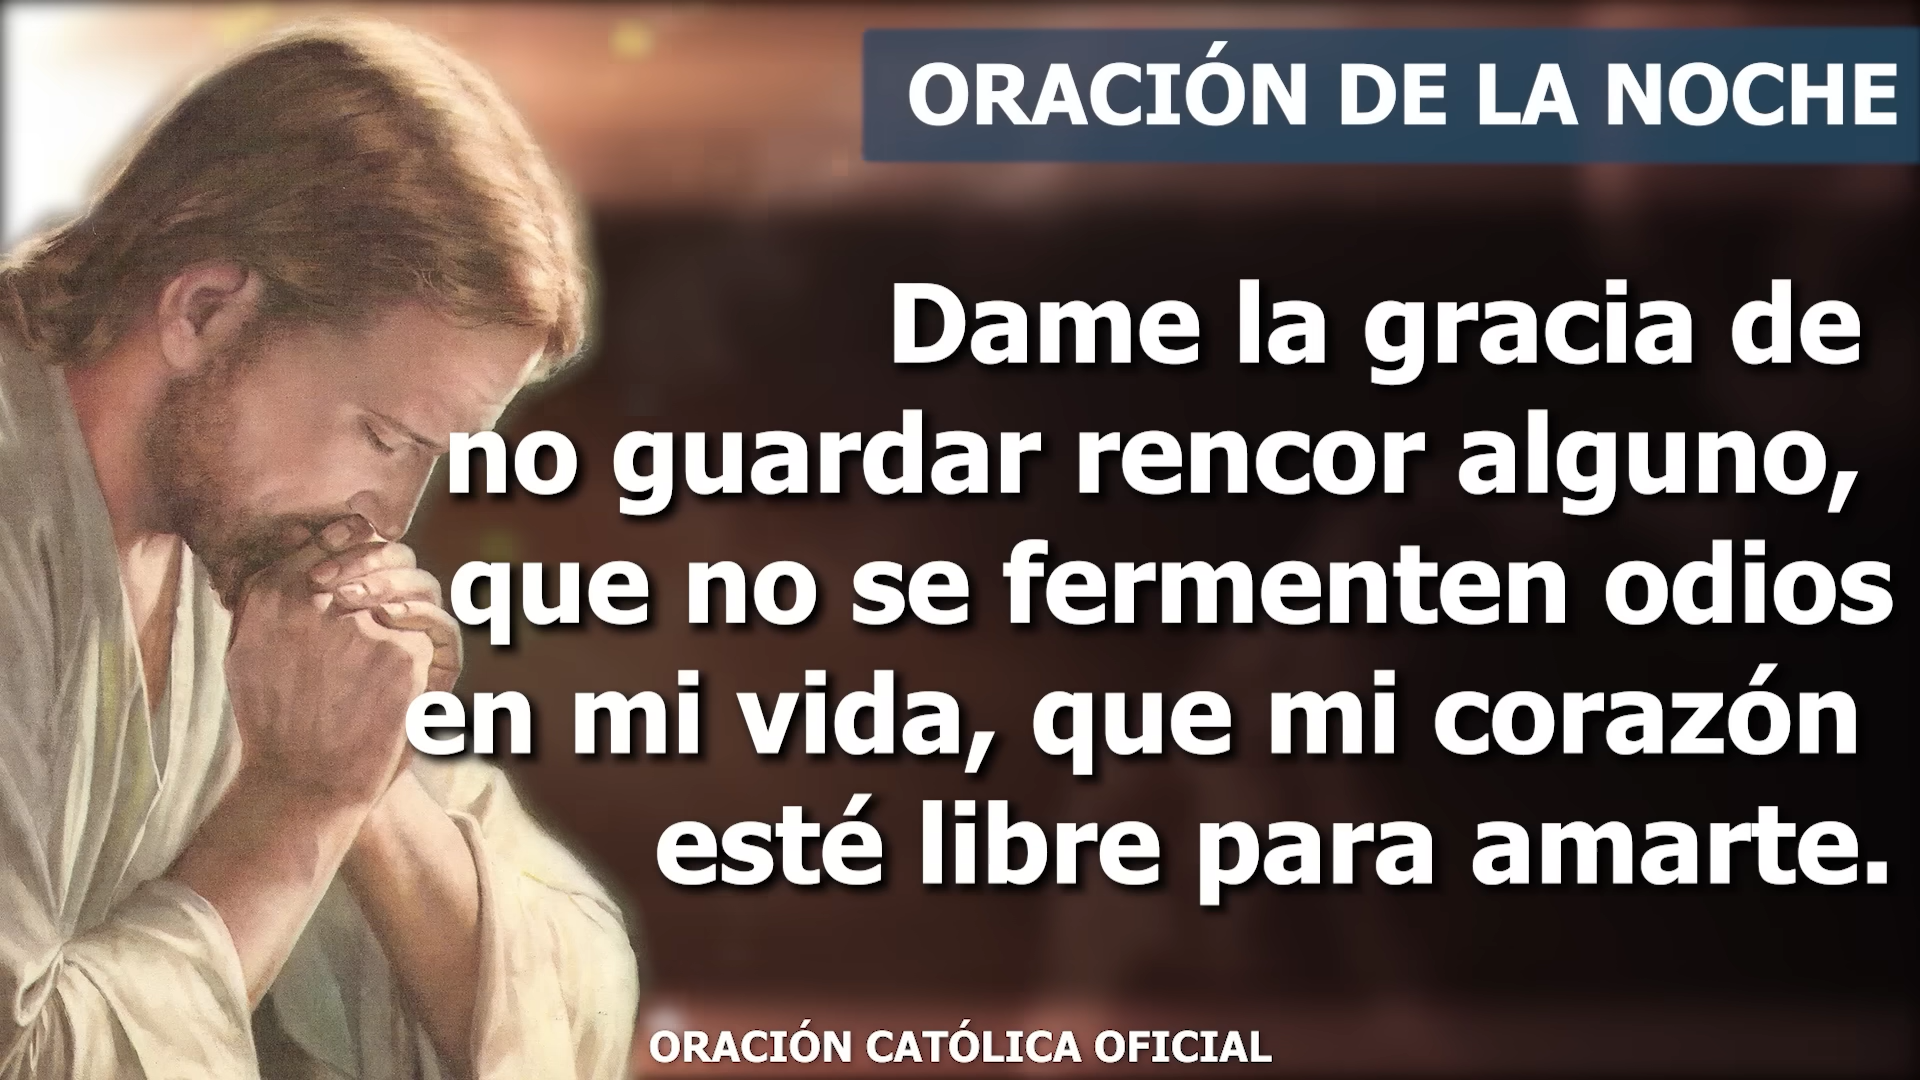 ORACIÓN DE LA NOCHE
Dame la gracia de
no guardar rencor alguno,
que no se fermenten odios
en mi vida, que mi corazón
esté libre para amarte.
ORACIÓN CATÓLICA OFICIAL